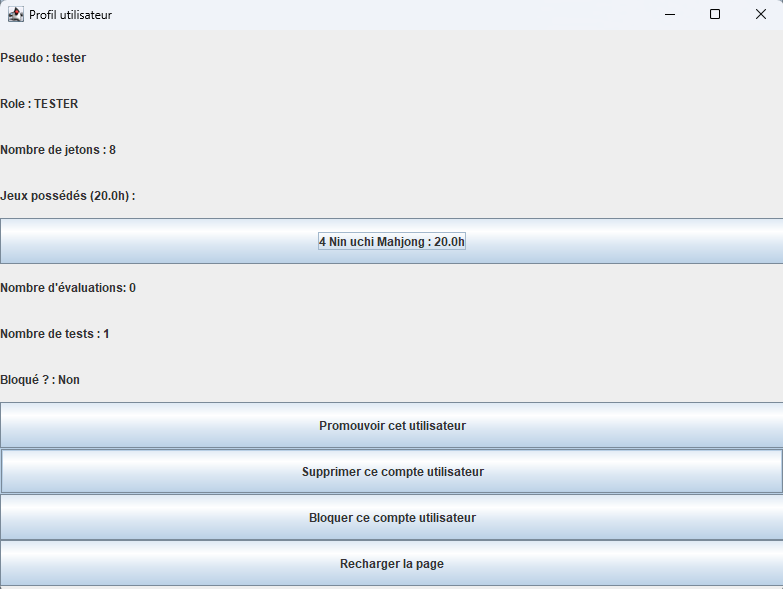 Profil utilisateur
Pseudo : tester
Role : TESTER
Nombre de jetons : 8
Jeux possédés (20.0h) :
4 Nin uchi Mahjong : 20.0h
Nombre d'évaluations: 0
Nombre de tests : 1
Bloqué ? : Non
Promouvoir cet utilisateur
Supprimer ce compte utilisateur
Bloquer ce compte utilisateur
Recharger la page